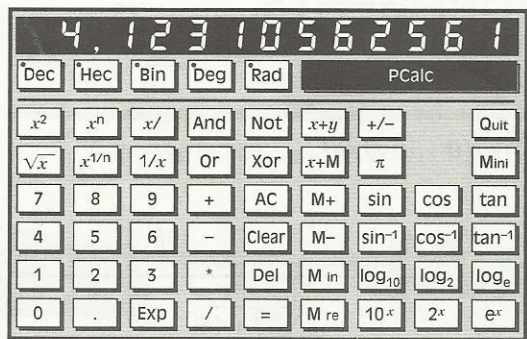 4,12310562561
Dec Hec Bin Deg Rad PCalc
x² xⁿ x/ And Not x+y +/− Quit
√x x^1/n 1/x Or Xor x+M π Mini
7 8 9 + AC M+ sin cos tan
4 5 6 − Clear M− sin⁻¹ cos⁻¹ tan⁻¹
1 2 3 * Del M in log₁₀ log₂ logₑ
0 . Exp / = M re 10ˣ 2ˣ eˣ